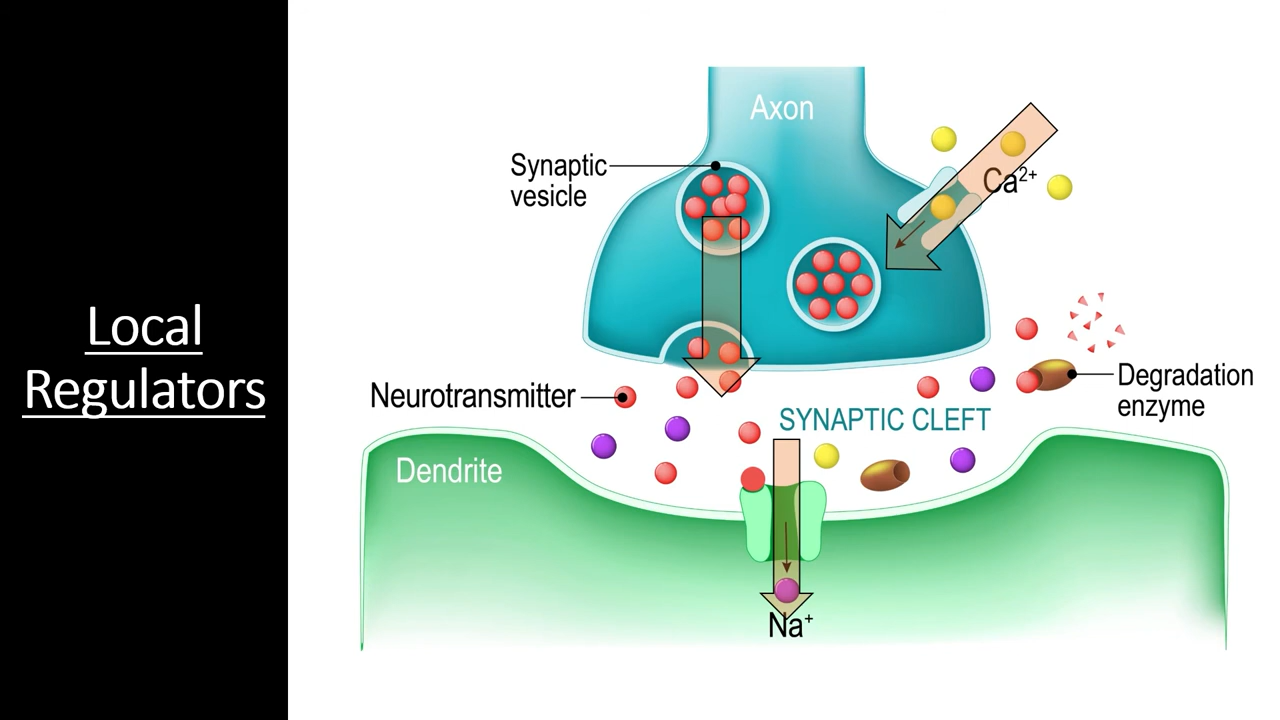 Local
Regulators
Axon
Synaptic
vesicle
Ca²⁺
Neurotransmitter
Degradation
enzyme
SYNAPTIC CLEFT
Dendrite
Na⁺